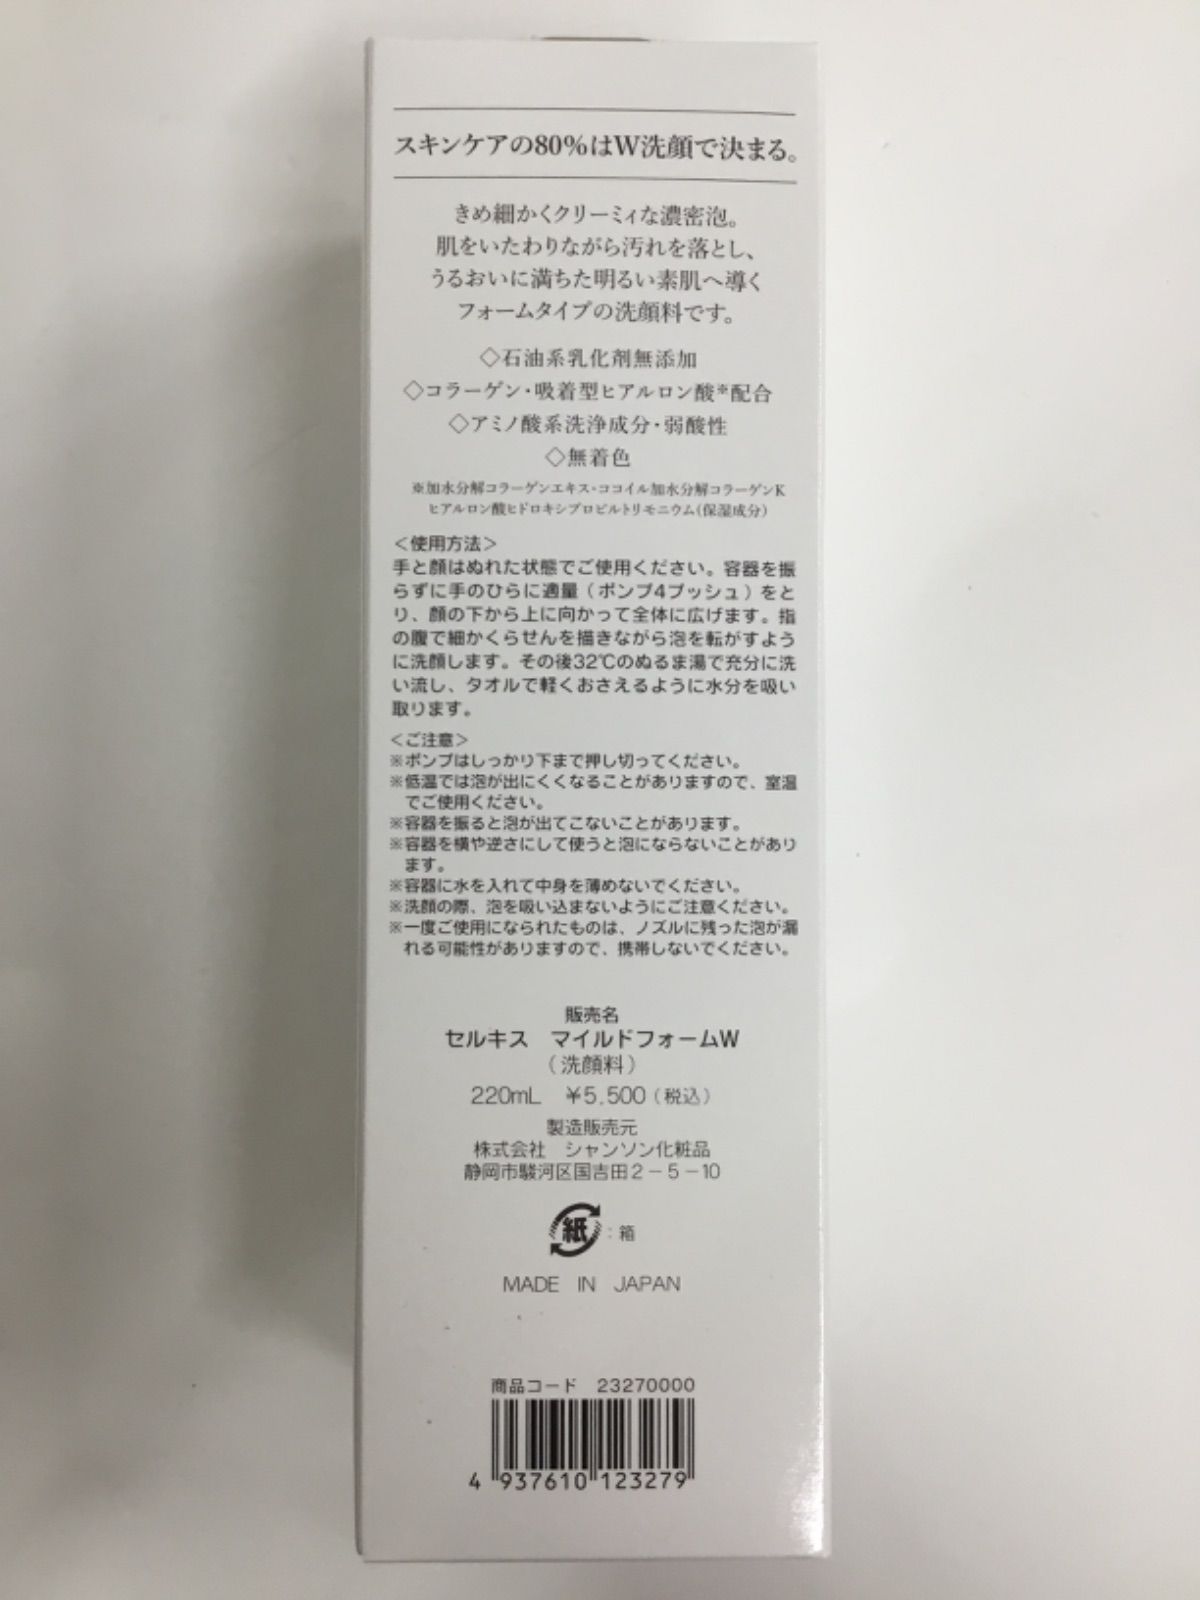 スキンケアの80%はW洗顔で決まる。
きめ細かくクリーミィな濃密泡。
肌をいたわりながら汚れを落とし、
うるおいに満ちた明るい素肌へ導く
フォームタイプの洗顔料です。
◇石油系乳化剤無添加
◇コラーゲン・吸着型ヒアルロン酸※配合
◇アミノ酸系洗浄成分・弱酸性
◇無着色
※加水分解コラーゲンエキス・ココイル加水分解コラーゲンK
ヒアルロン酸ヒドロキシプロピルトリモニウム(保湿成分)
<使用方法>
手と顔はぬれた状態でご使用ください。容器を振
らずに手のひらに適量(ポンプ4プッシュ)をと
り、顔の下から上に向かって全体に広げます。指
の腹で細かくらせんを描きながら泡を転がすよう
に洗顔します。その後32℃のぬるま湯で充分に洗
い流し、タオルで軽くおさえるように水分を吸い
取ります。
<ご注意>
※ポンプはしっかり下まで押し切ってください。
※低温では泡が出にくくなることがありますので、室温
でご使用ください。
※容器を振ると泡が出てこないことがあります。
※容器を横や逆さにして使うと泡にならないことがあり
ます。
※容器に水を入れて中身を薄めないでください。
※洗顔の際、泡を吸い込まないようにご注意ください。
※一度ご使用になられたものは、ノズルに残った泡が漏
れる可能性がありますので、携帯しないでください。
販売名
セルキス マイルドフォームW
(洗顔料)
220mL ¥5,500(税込)
製造販売元
株式会社 シャンソン化粧品
静岡市駿河区国吉田2-5-10
紙:箱
MADE IN JAPAN
商品コード 23270000
4 937610 123279